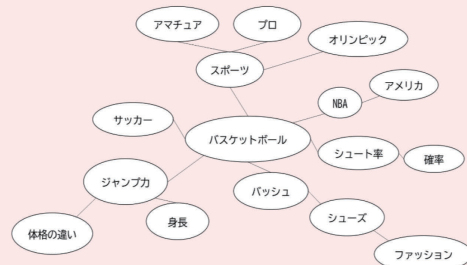 アマチュア
プロ
オリンピック
スポーツ
アメリカ
NBA
サッカー
バスケットボール
シュート率
確率
ジャンプ力
バッシュ
身長
シューズ
体格の違い
ファッション